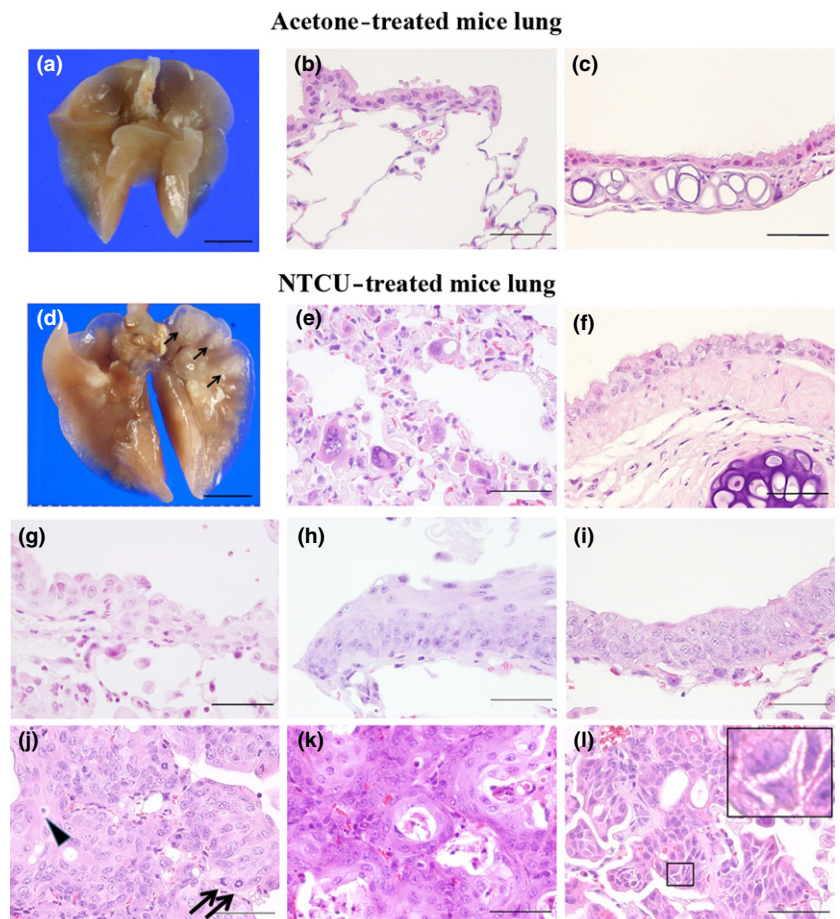 Acetone-treated mice lung
(a) (b) (c)
NTCU-treated mice lung
(d) (e) (f)
(g) (h) (i)
(j) (k) (l)